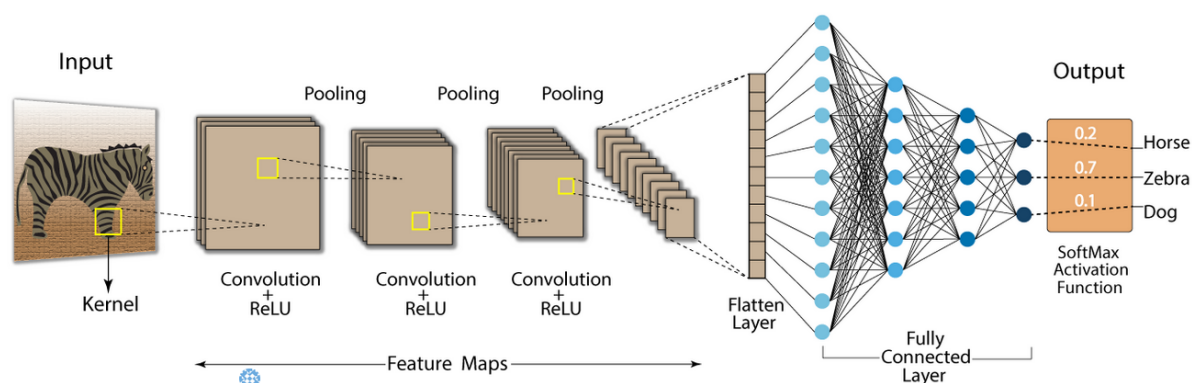 Input
Kernel
Pooling
Pooling
Pooling
Convolution
+
ReLU
Convolution
+
ReLU
Convolution
+
ReLU
Feature Maps
Flatten
Layer
Fully
Connected
Layer
Output
0.2
Horse
0.7
Zebra
0.1
Dog
SoftMax
Activation
Function